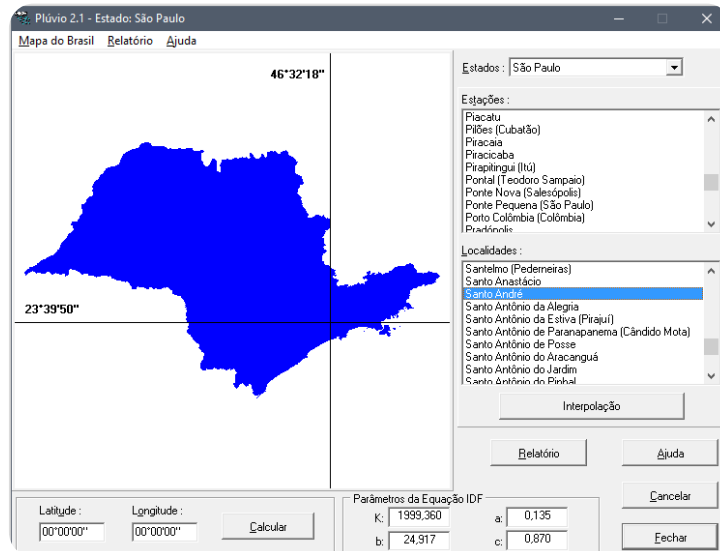 Plúvio 2.1 - Estado: São Paulo
Mapa do Brasil Relatório Ajuda
46°32'18"
23°39'50"
Estados : São Paulo
Estações :
Piacatu
Pilões (Cubatão)
Piracaia
Piracicaba
Pirapitingui (Itú)
Pontal (Teodoro Sampaio)
Ponte Nova (Salesópolis)
Ponte Pequena (São Paulo)
Porto Colômbia (Colômbia)
Pradópolis
Localidades :
Santelmo (Pederneiras)
Santo Anastácio
Santo André
Santo Antônio da Alegria
Santo Antônio da Estiva (Pirajuí)
Santo Antônio de Paranapanema (Cândido Mota)
Santo Antônio de Posse
Santo Antônio do Aracanguá
Santo Antônio do Jardim
Santo Antônio do Pinhal
Interpolação
Relatório Ajuda
Cancelar
Fechar
Latitude : Longitude :
00°00'00" 00°00'00" Calcular
Parâmetros da Equação IDF
K: 1999,360 a: 0,135
b: 24,917 c: 0,870